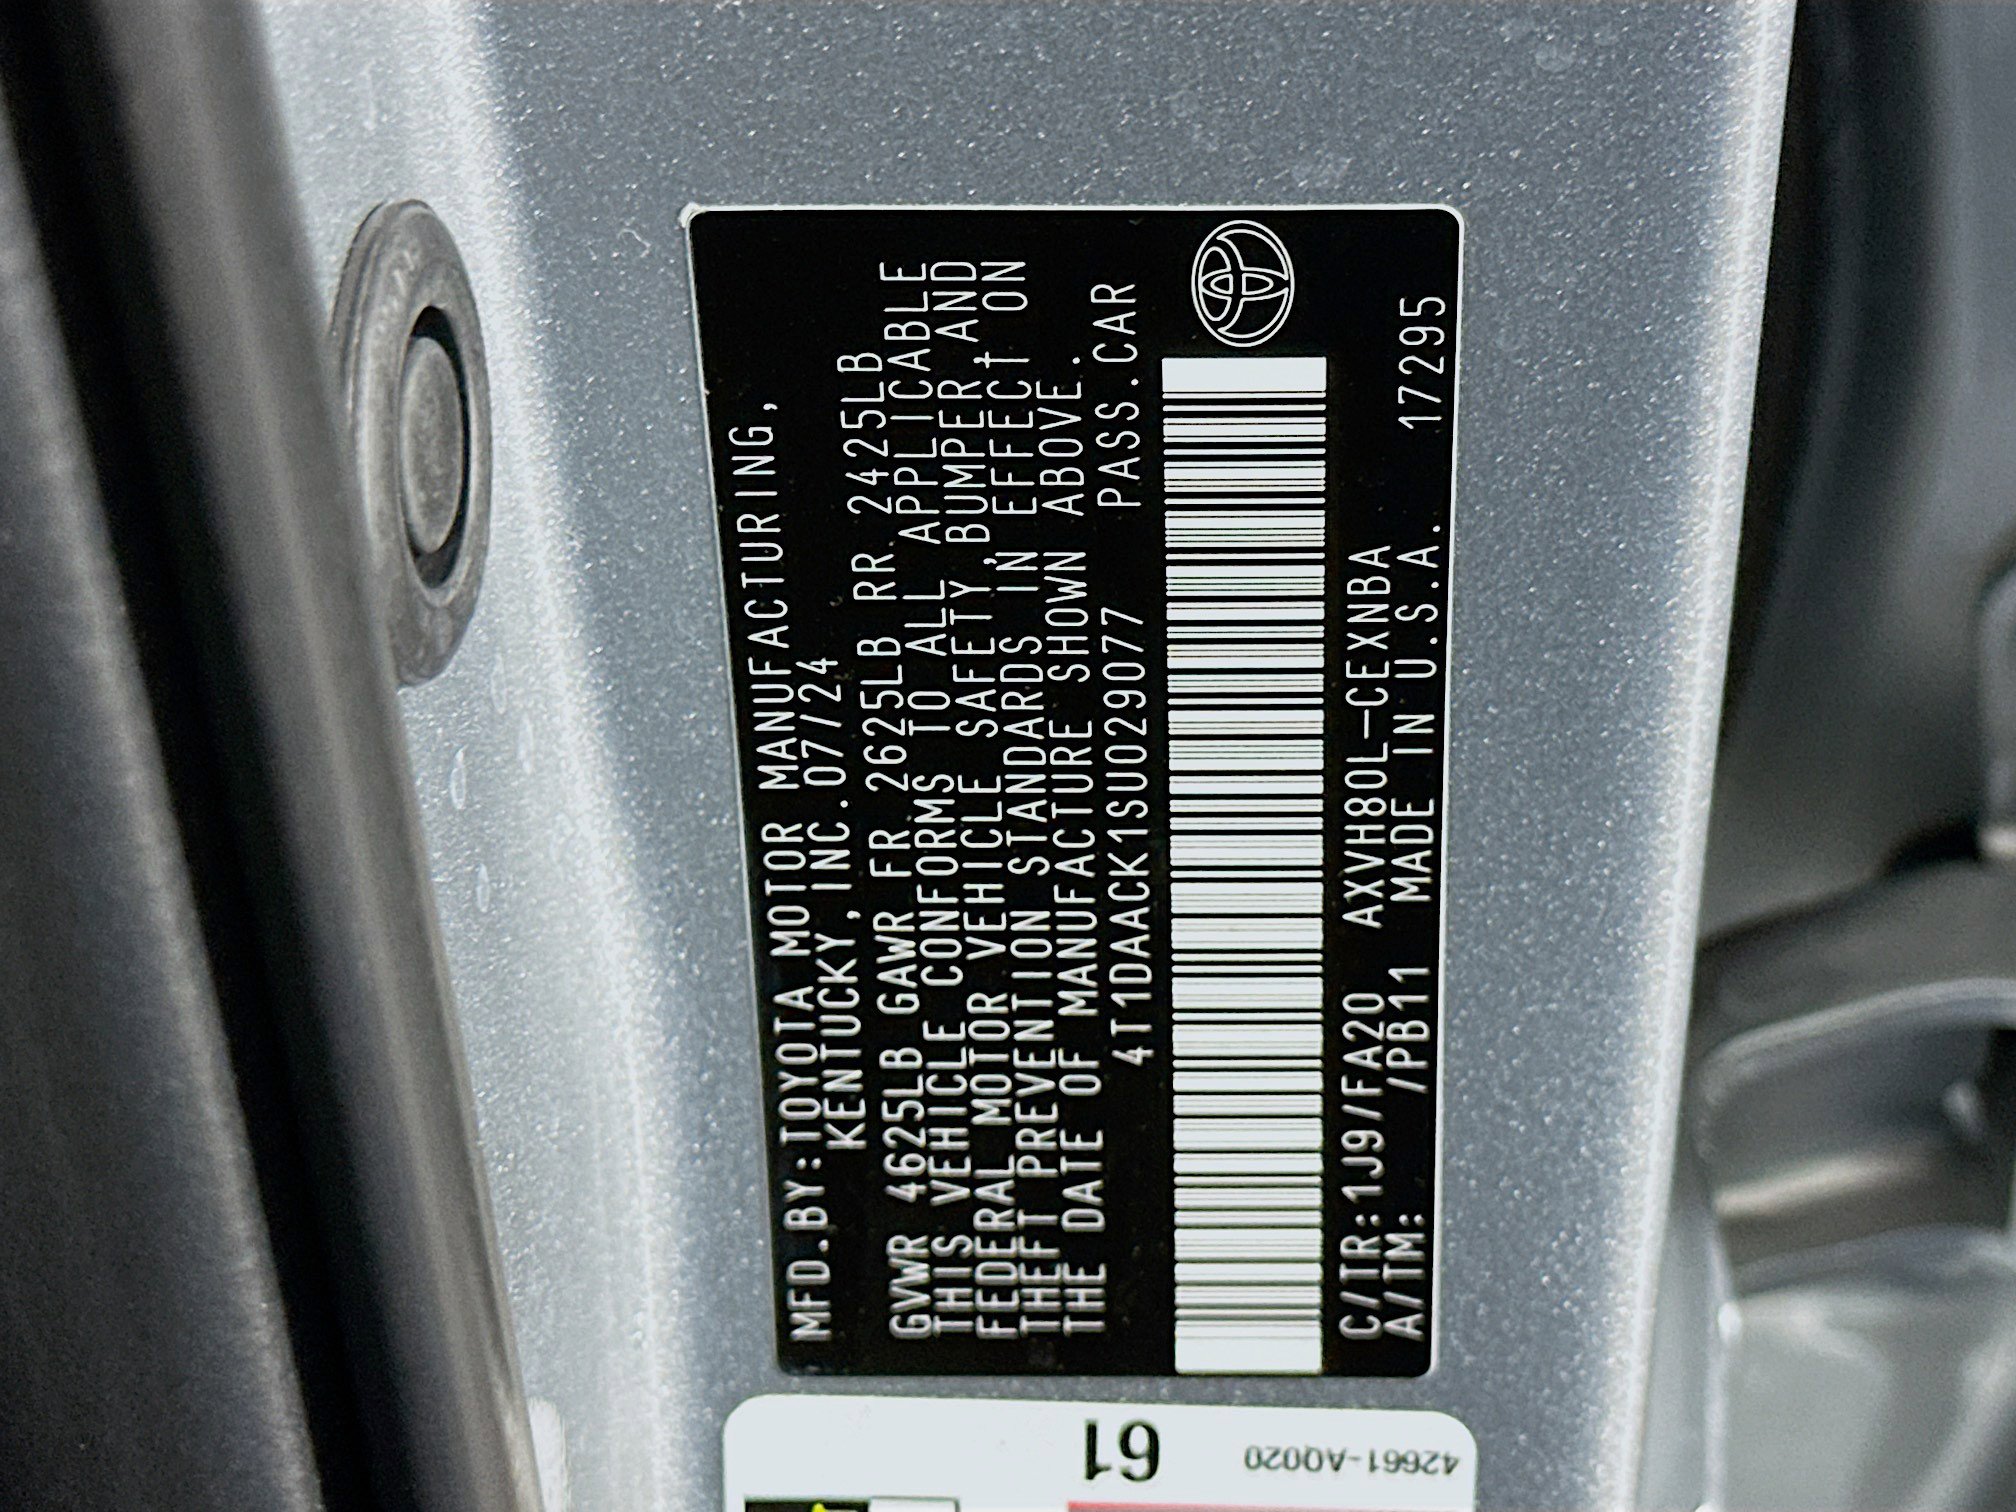 MFD.BY:TOYOTA MOTOR MANUFACTURING,
KENTUCKY,INC.07/24
GVWR 4625LB GAWR FR 2625LB RR 2425LB
THIS VEHICLE CONFORMS TO ALL APPLICABLE
FEDERAL MOTOR VEHICLE SAFETY,BUMPER,AND
THEFT PREVENTION STANDARDS IN EFFECT ON
THE DATE OF MANUFACTURE SHOWN ABOVE.
4T1DAACK1SU029077 PASS.CAR
C/TR:1J9/FA20 AXVH80L-CEXNBA
A/TM: /PB11 MADE IN U.S.A. 17295
61
42661-AQ020